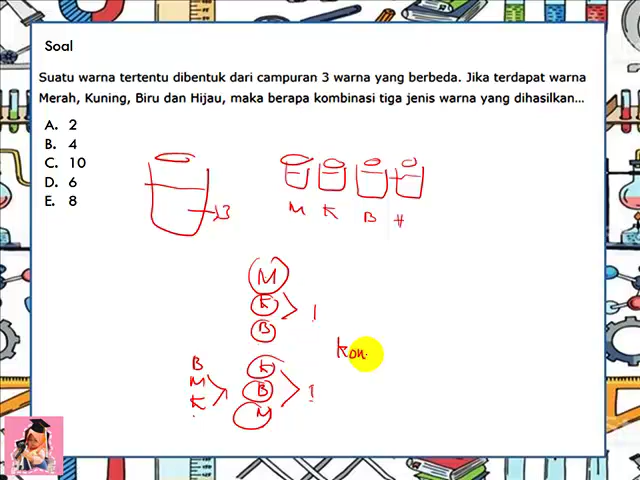 Soal
Suatu warna tertentu dibentuk dari campuran 3 warna yang berbeda. Jika terdapat warna
Merah, Kuning, Biru dan Hijau, maka berapa kombinasi tiga jenis warna yang dihasilkan...
A. 2
B. 4
C. 10
D. 6
E. 8
3
M K B H
M
K
B
1
B
M
K
K
B
M
1
Kom